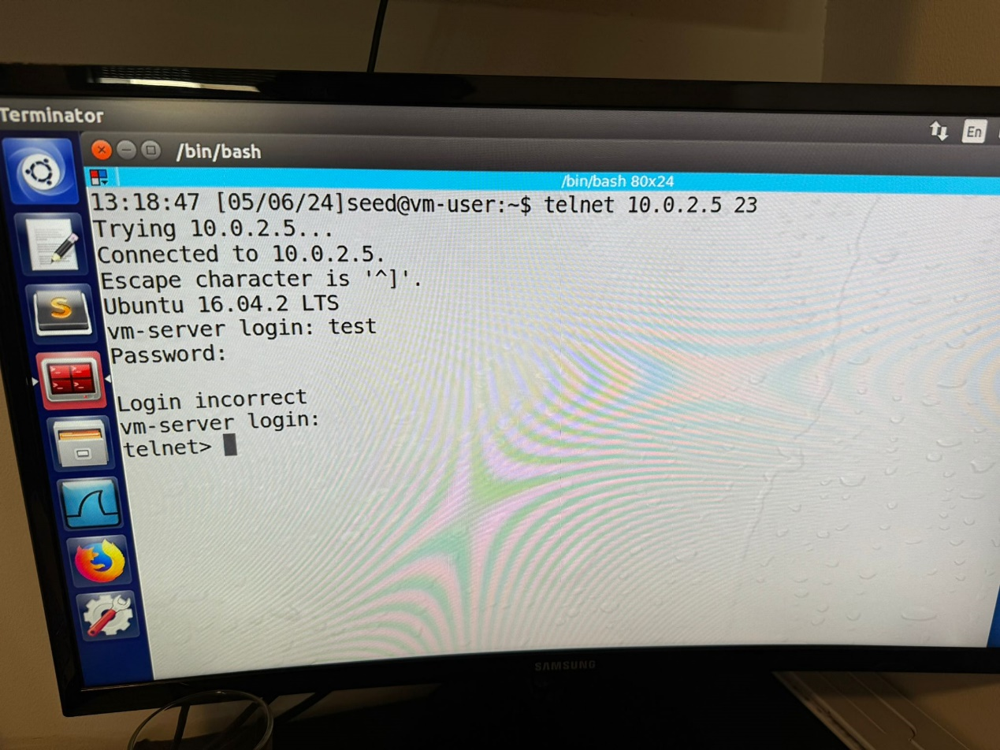 Terminator
En
/bin/bash
/bin/bash 80x24
13:18:47 [05/06/24]seed@vm-user:~$ telnet 10.0.2.5 23
Trying 10.0.2.5...
Connected to 10.0.2.5.
Escape character is '^]'.
Ubuntu 16.04.2 LTS
vm-server login: test
Password:
Login incorrect
vm-server login:
telnet>
SAMSUNG